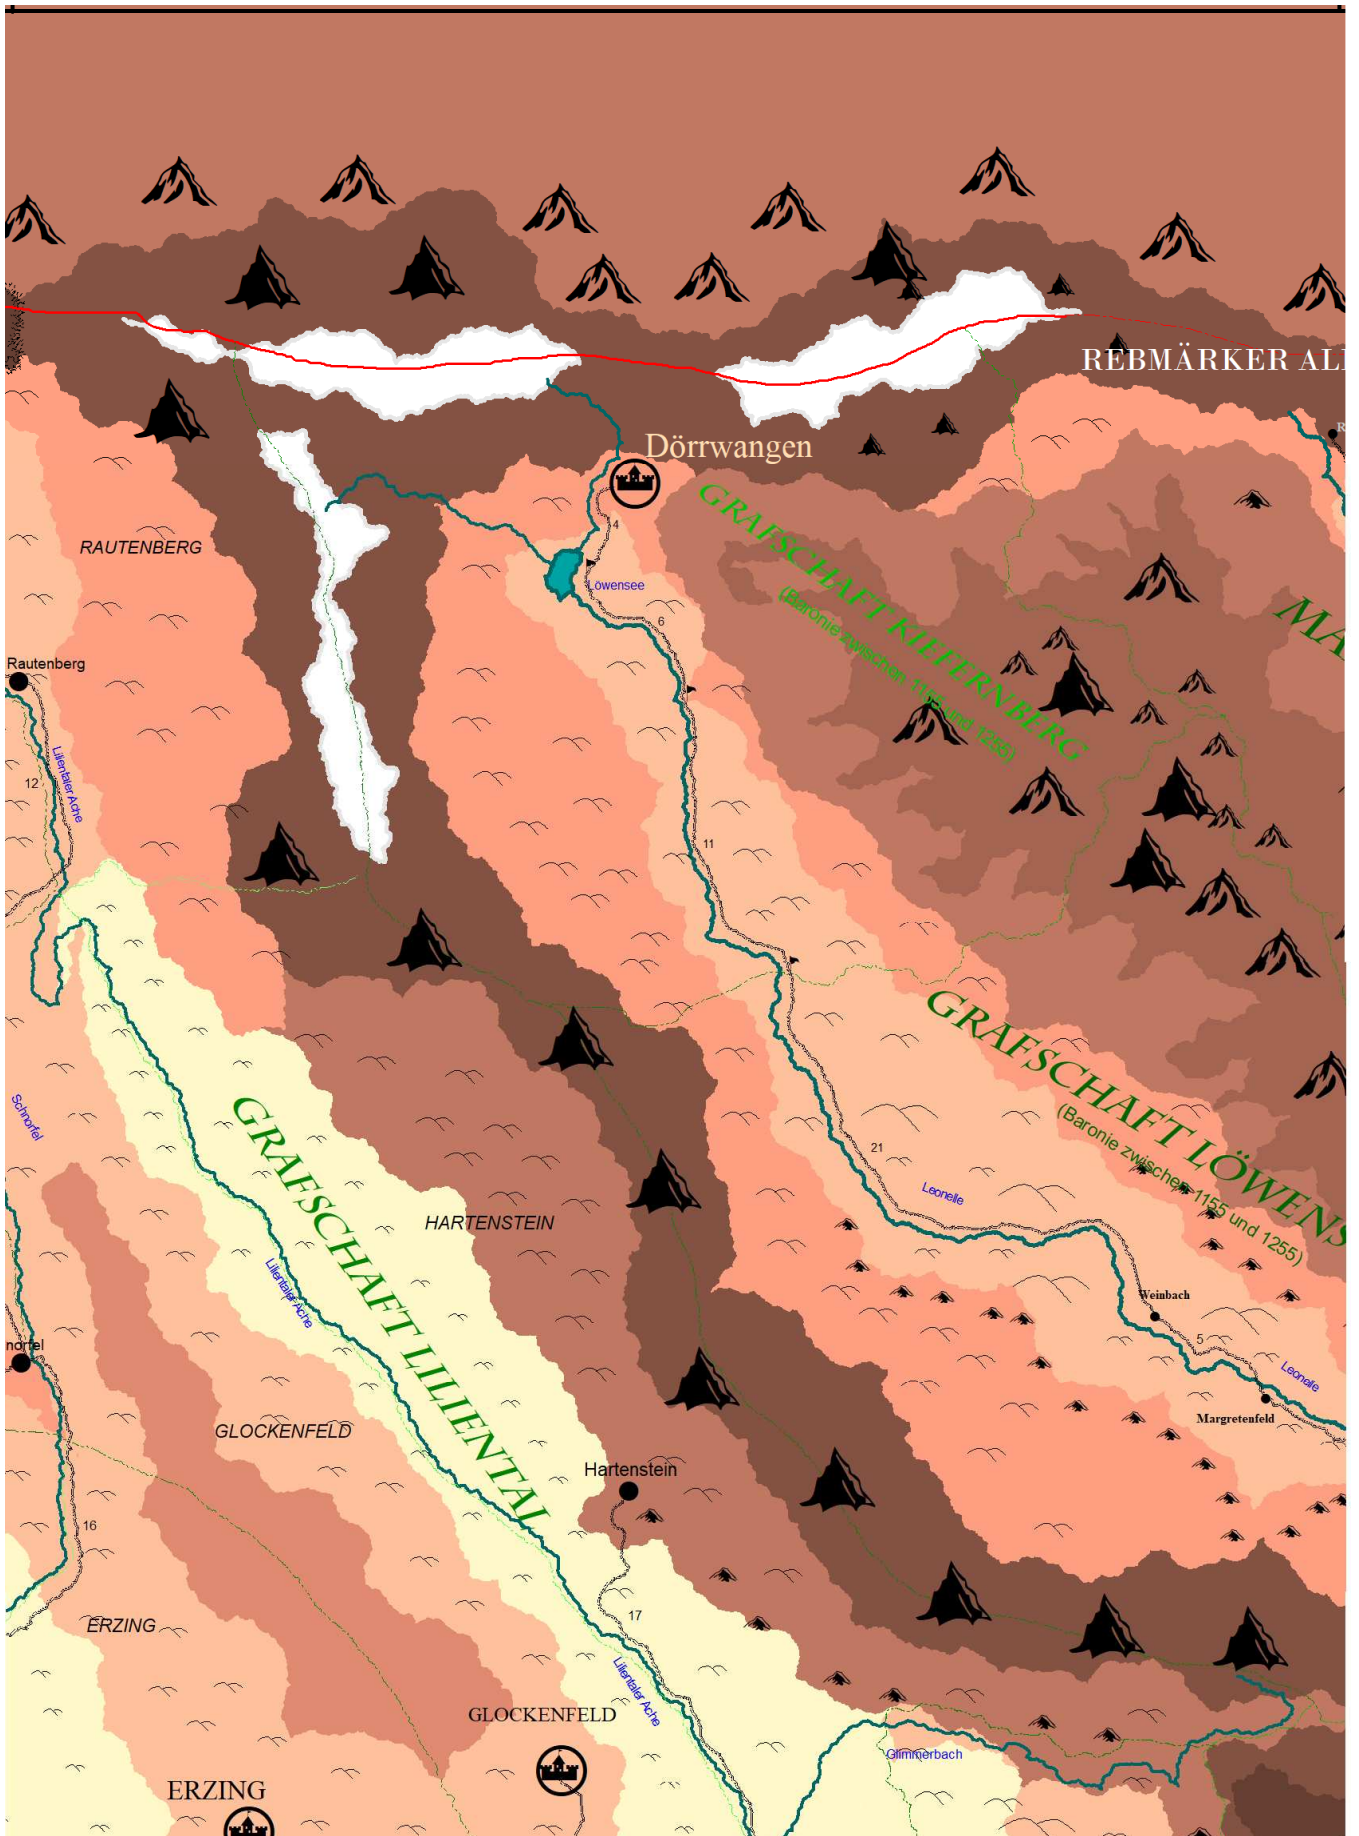 REBMÄRKER AL
R
Dörrwangen
GRAFSCHAFT KIEFERNBERG
(Baronie zwischen 1155 und 1255)
4
RAUTENBERG
Löwensee
MA
6
Rautenberg
Lilientaler Ache
12
11
GRAFSCHAFT LÖWENS
(Baronie zwischen 1155 und 1255)
Schnorfel
GRAFSCHAFT LILIENTAL
21
Leonelle
HARTENSTEIN
Lilientaler Ache
Weinbach
5
norfel
Leonelle
Margretenfeld
GLOCKENFELD
Hartenstein
16
ERZING
17
Lilientaler Ache
GLOCKENFELD
Glimmerbach
ERZING